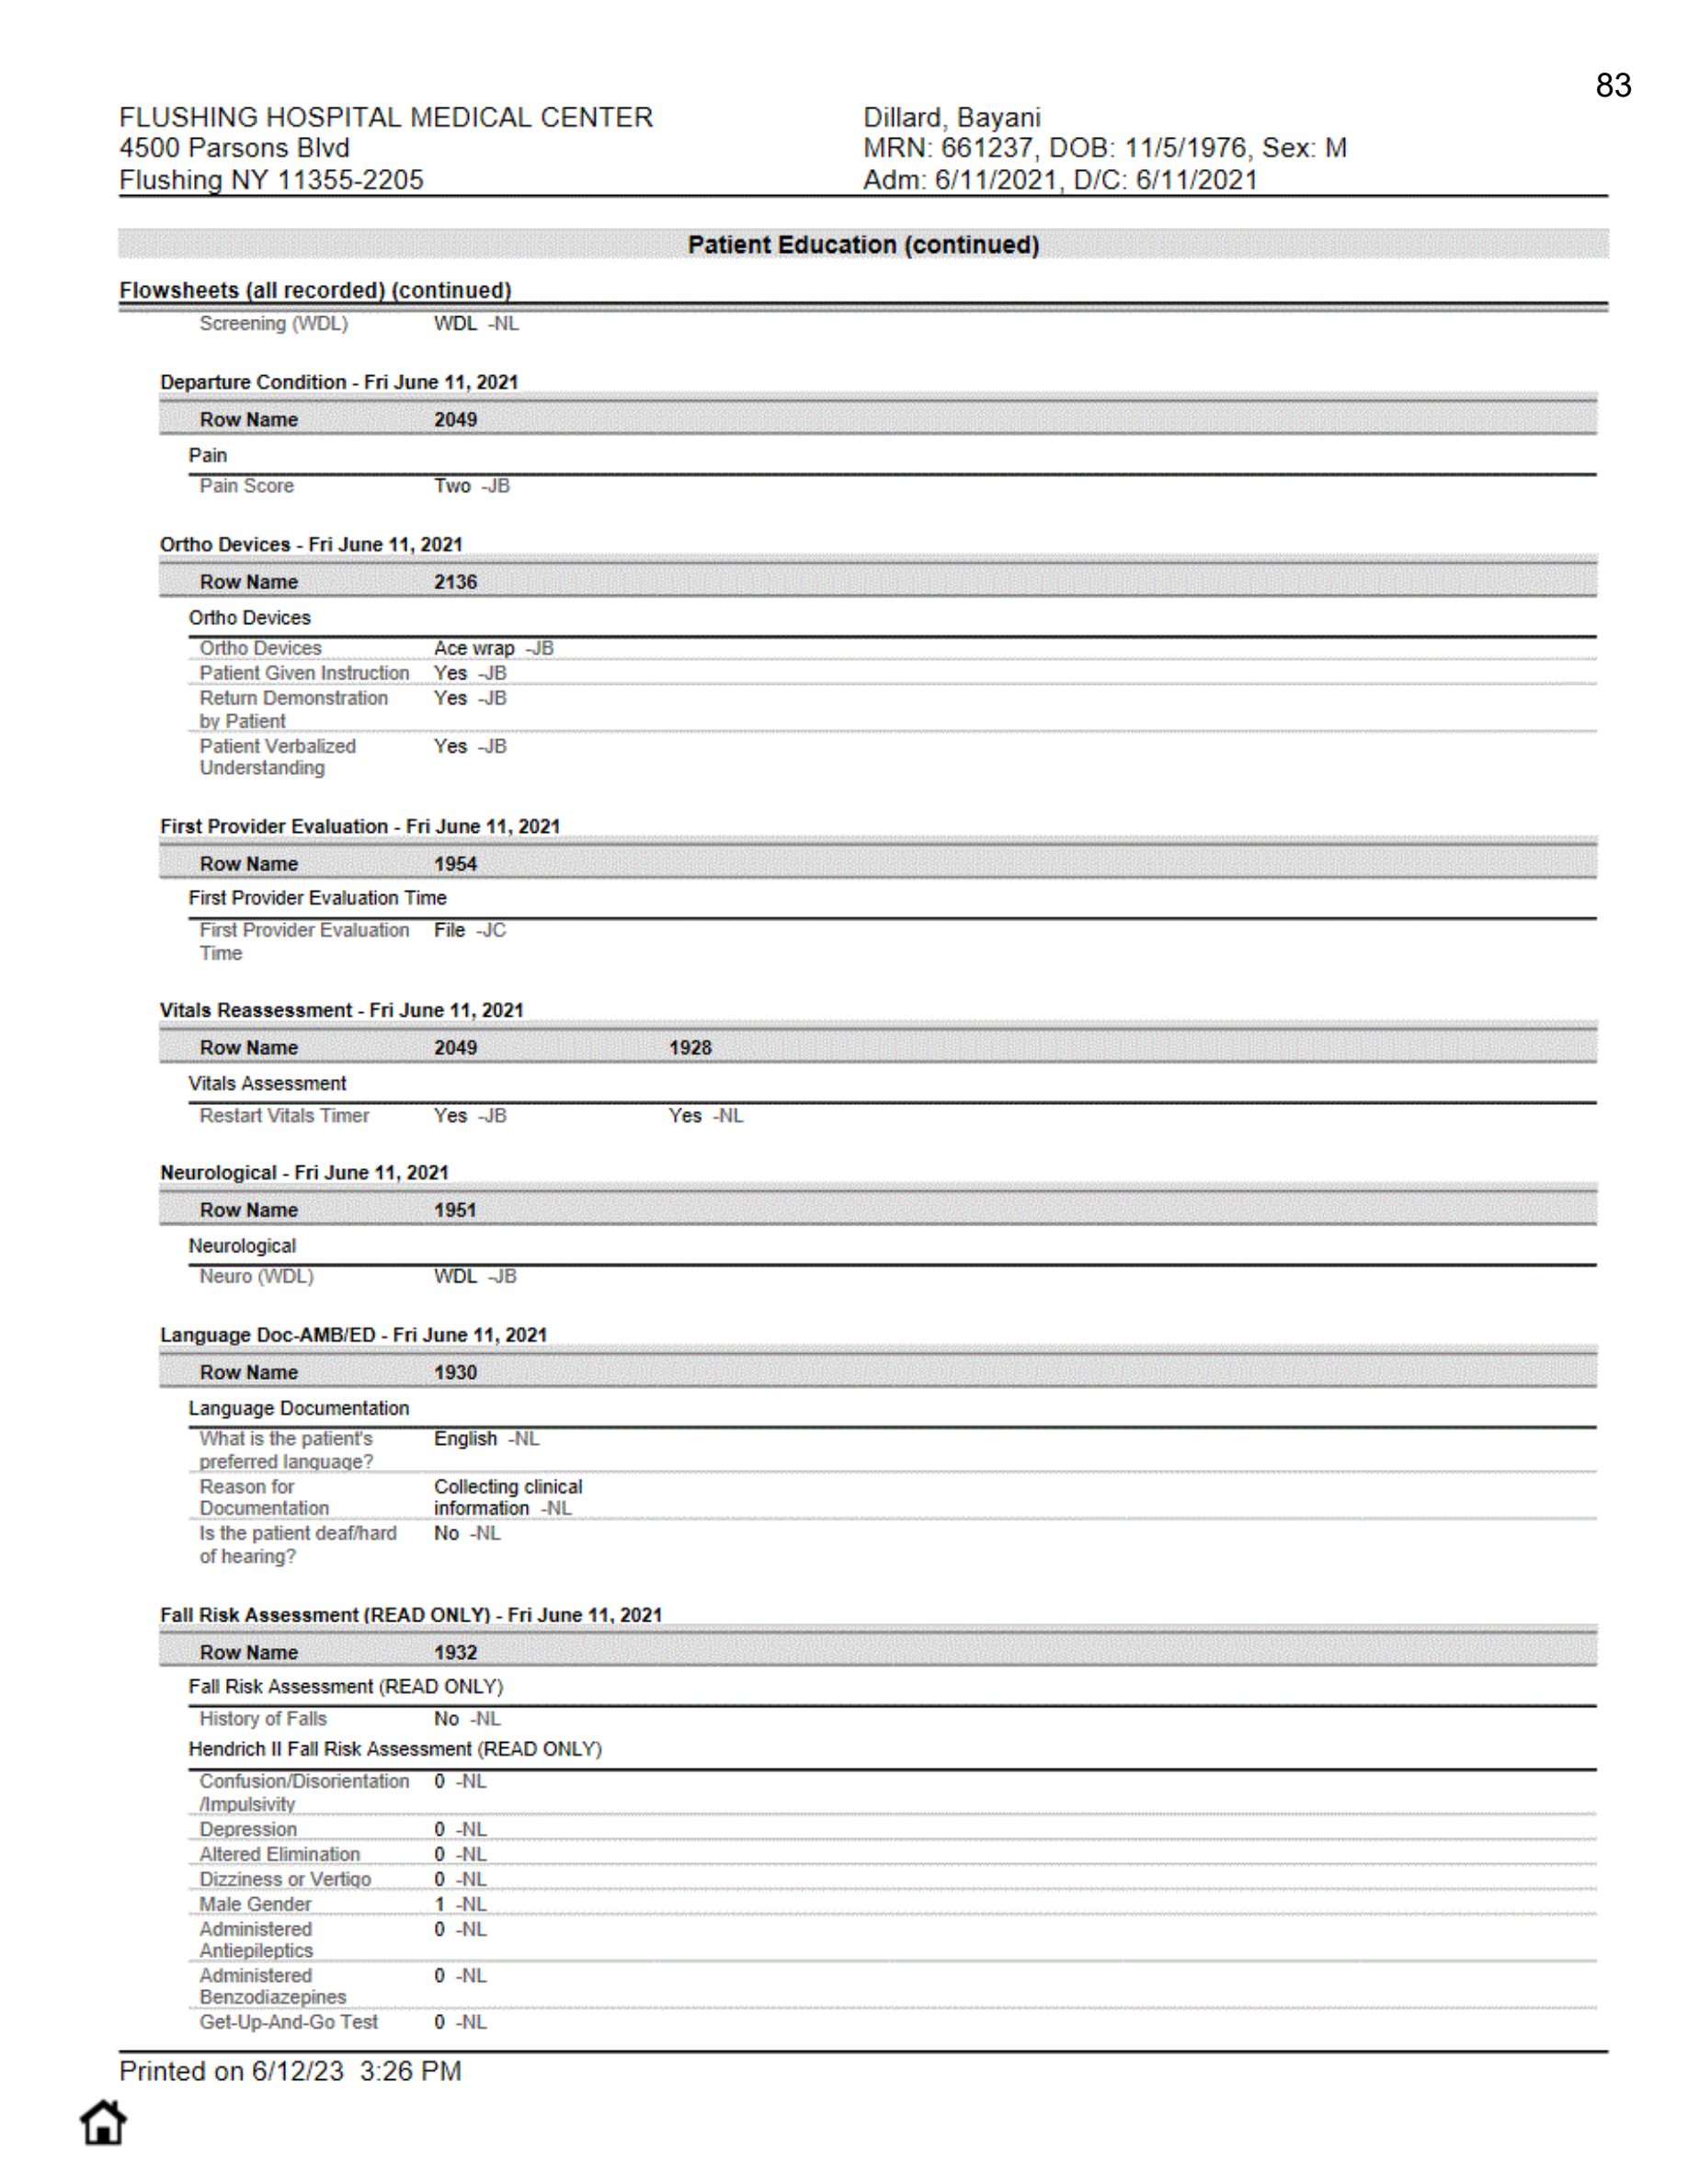 83
FLUSHING HOSPITAL MEDICAL CENTER Dillard, Bayani
4500 Parsons Blvd MRN: 661237, DOB: 11/5/1976, Sex: M
Flushing NY 11355-2205 Adm: 6/11/2021, D/C: 6/11/2021
Patient Education (continued)
Flowsheets (all recorded) (continued)
Screening (WDL) WDL -NL
Departure Condition - Fri June 11, 2021
Row Name 2049
Pain
Pain Score Two -JB
Ortho Devices - Fri June 11, 2021
Row Name 2136
Ortho Devices
Ortho Devices Ace wrap -JB
Patient Given Instruction Yes -JB
Return Demonstration Yes -JB
by Patient
Patient Verbalized Yes -JB
Understanding
First Provider Evaluation - Fri June 11, 2021
Row Name 1954
First Provider Evaluation Time
First Provider Evaluation File -JC
Time
Vitals Reassessment - Fri June 11, 2021
Row Name 2049 1928
Vitals Assessment
Restart Vitals Timer Yes -JB Yes -NL
Neurological - Fri June 11, 2021
Row Name 1951
Neurological
Neuro (WDL) WDL -JB
Language Doc-AMB/ED - Fri June 11, 2021
Row Name 1930
Language Documentation
What is the patient's English -NL
preferred language?
Reason for Collecting clinical
Documentation information -NL
Is the patient deaf/hard No -NL
of hearing?
Fall Risk Assessment (READ ONLY) - Fri June 11, 2021
Row Name 1932
Fall Risk Assessment (READ ONLY)
History of Falls No -NL
Hendrich II Fall Risk Assessment (READ ONLY)
Confusion/Disorientation 0 -NL
/Impulsivity
Depression 0 -NL
Altered Elimination 0 -NL
Dizziness or Vertigo 0 -NL
Male Gender 1 -NL
Administered 0 -NL
Antiepileptics
Administered 0 -NL
Benzodiazepines
Get-Up-And-Go Test 0 -NL
Printed on 6/12/23 3:26 PM